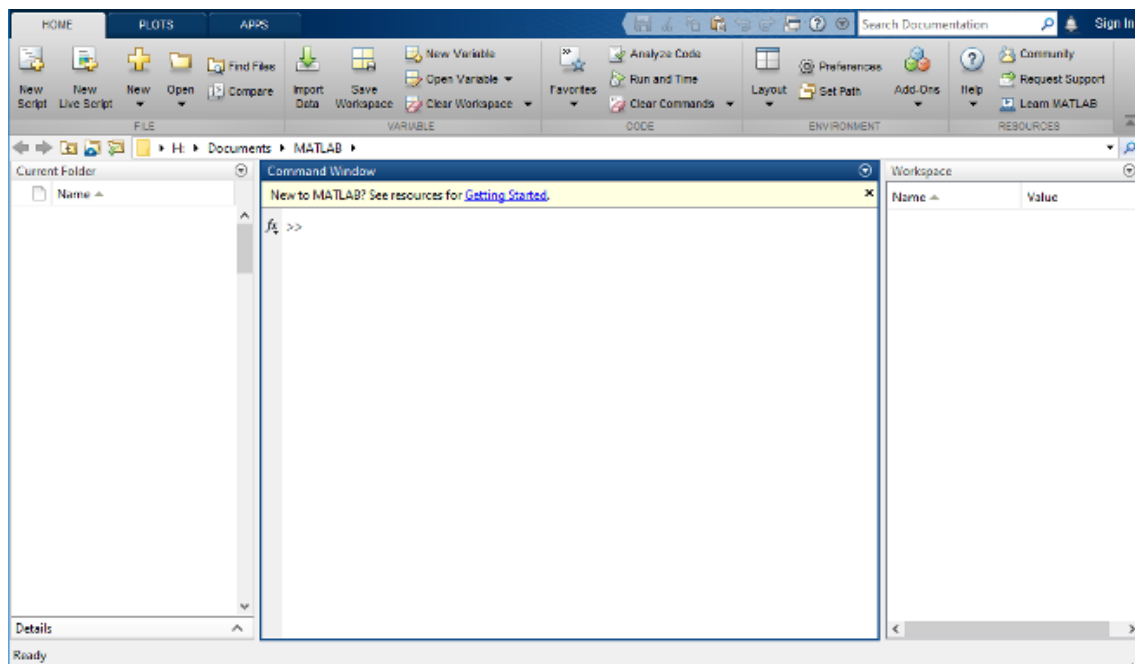 HOME PLOTS APPS Search Documentation Sign In
New Script
New Live Script
New
Open
Find Files
Compare
Import Data
Save Workspace
New Variable
Open Variable
Clear Workspace
Favorites
Analyze Code
Run and Time
Clear Commands
Layout
Preferences
Set Path
Add-Ons
Help
Community
Request Support
Learn MATLAB
FILE VARIABLE CODE ENVIRONMENT RESOURCES
H: Documents MATLAB
Current Folder
Name
Command Window
New to MATLAB? See resources for Getting Started.
fx >>
Workspace
Name Value
Details
Ready